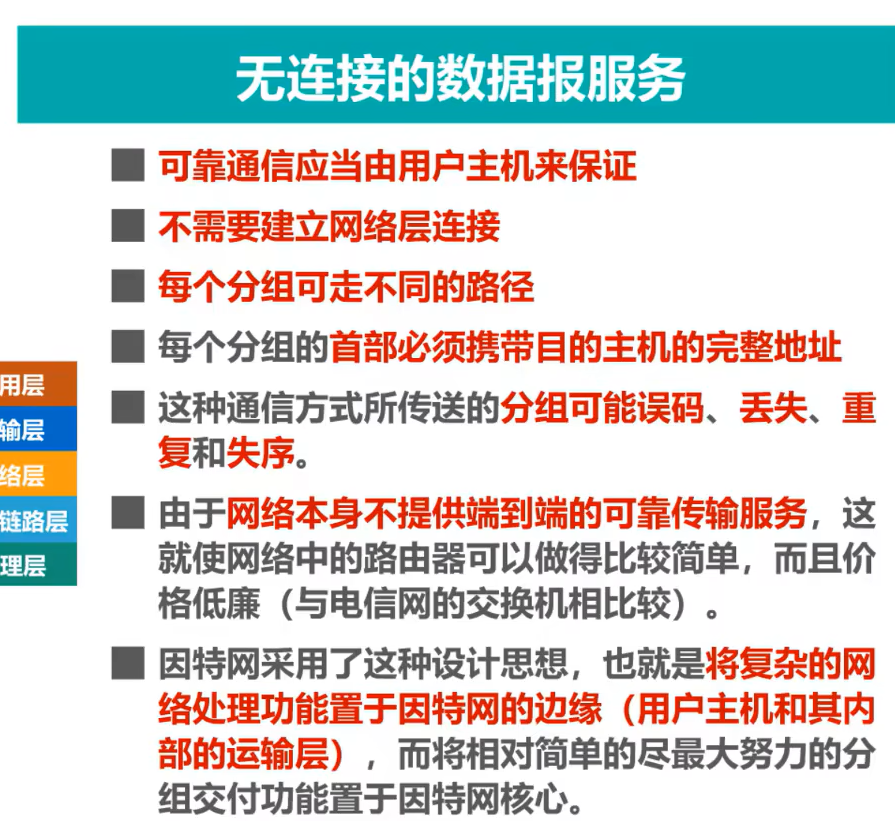 无连接的数据报服务
可靠通信应当由用户主机来保证
不需要建立网络层连接
每个分组可走不同的路径
每个分组的首部必须携带目的主机的完整地址
这种通信方式所传送的分组可能误码、丢失、重
复和失序。
由于网络本身不提供端到端的可靠传输服务，这
就使网络中的路由器可以做得比较简单，而且价
格低廉（与电信网的交换机相比较）。
因特网采用了这种设计思想，也就是将复杂的网
络处理功能置于因特网的边缘（用户主机和其内
部的运输层），而将相对简单的尽最大努力的分
组交付功能置于因特网核心。
用层
输层
络层
链路层
理层